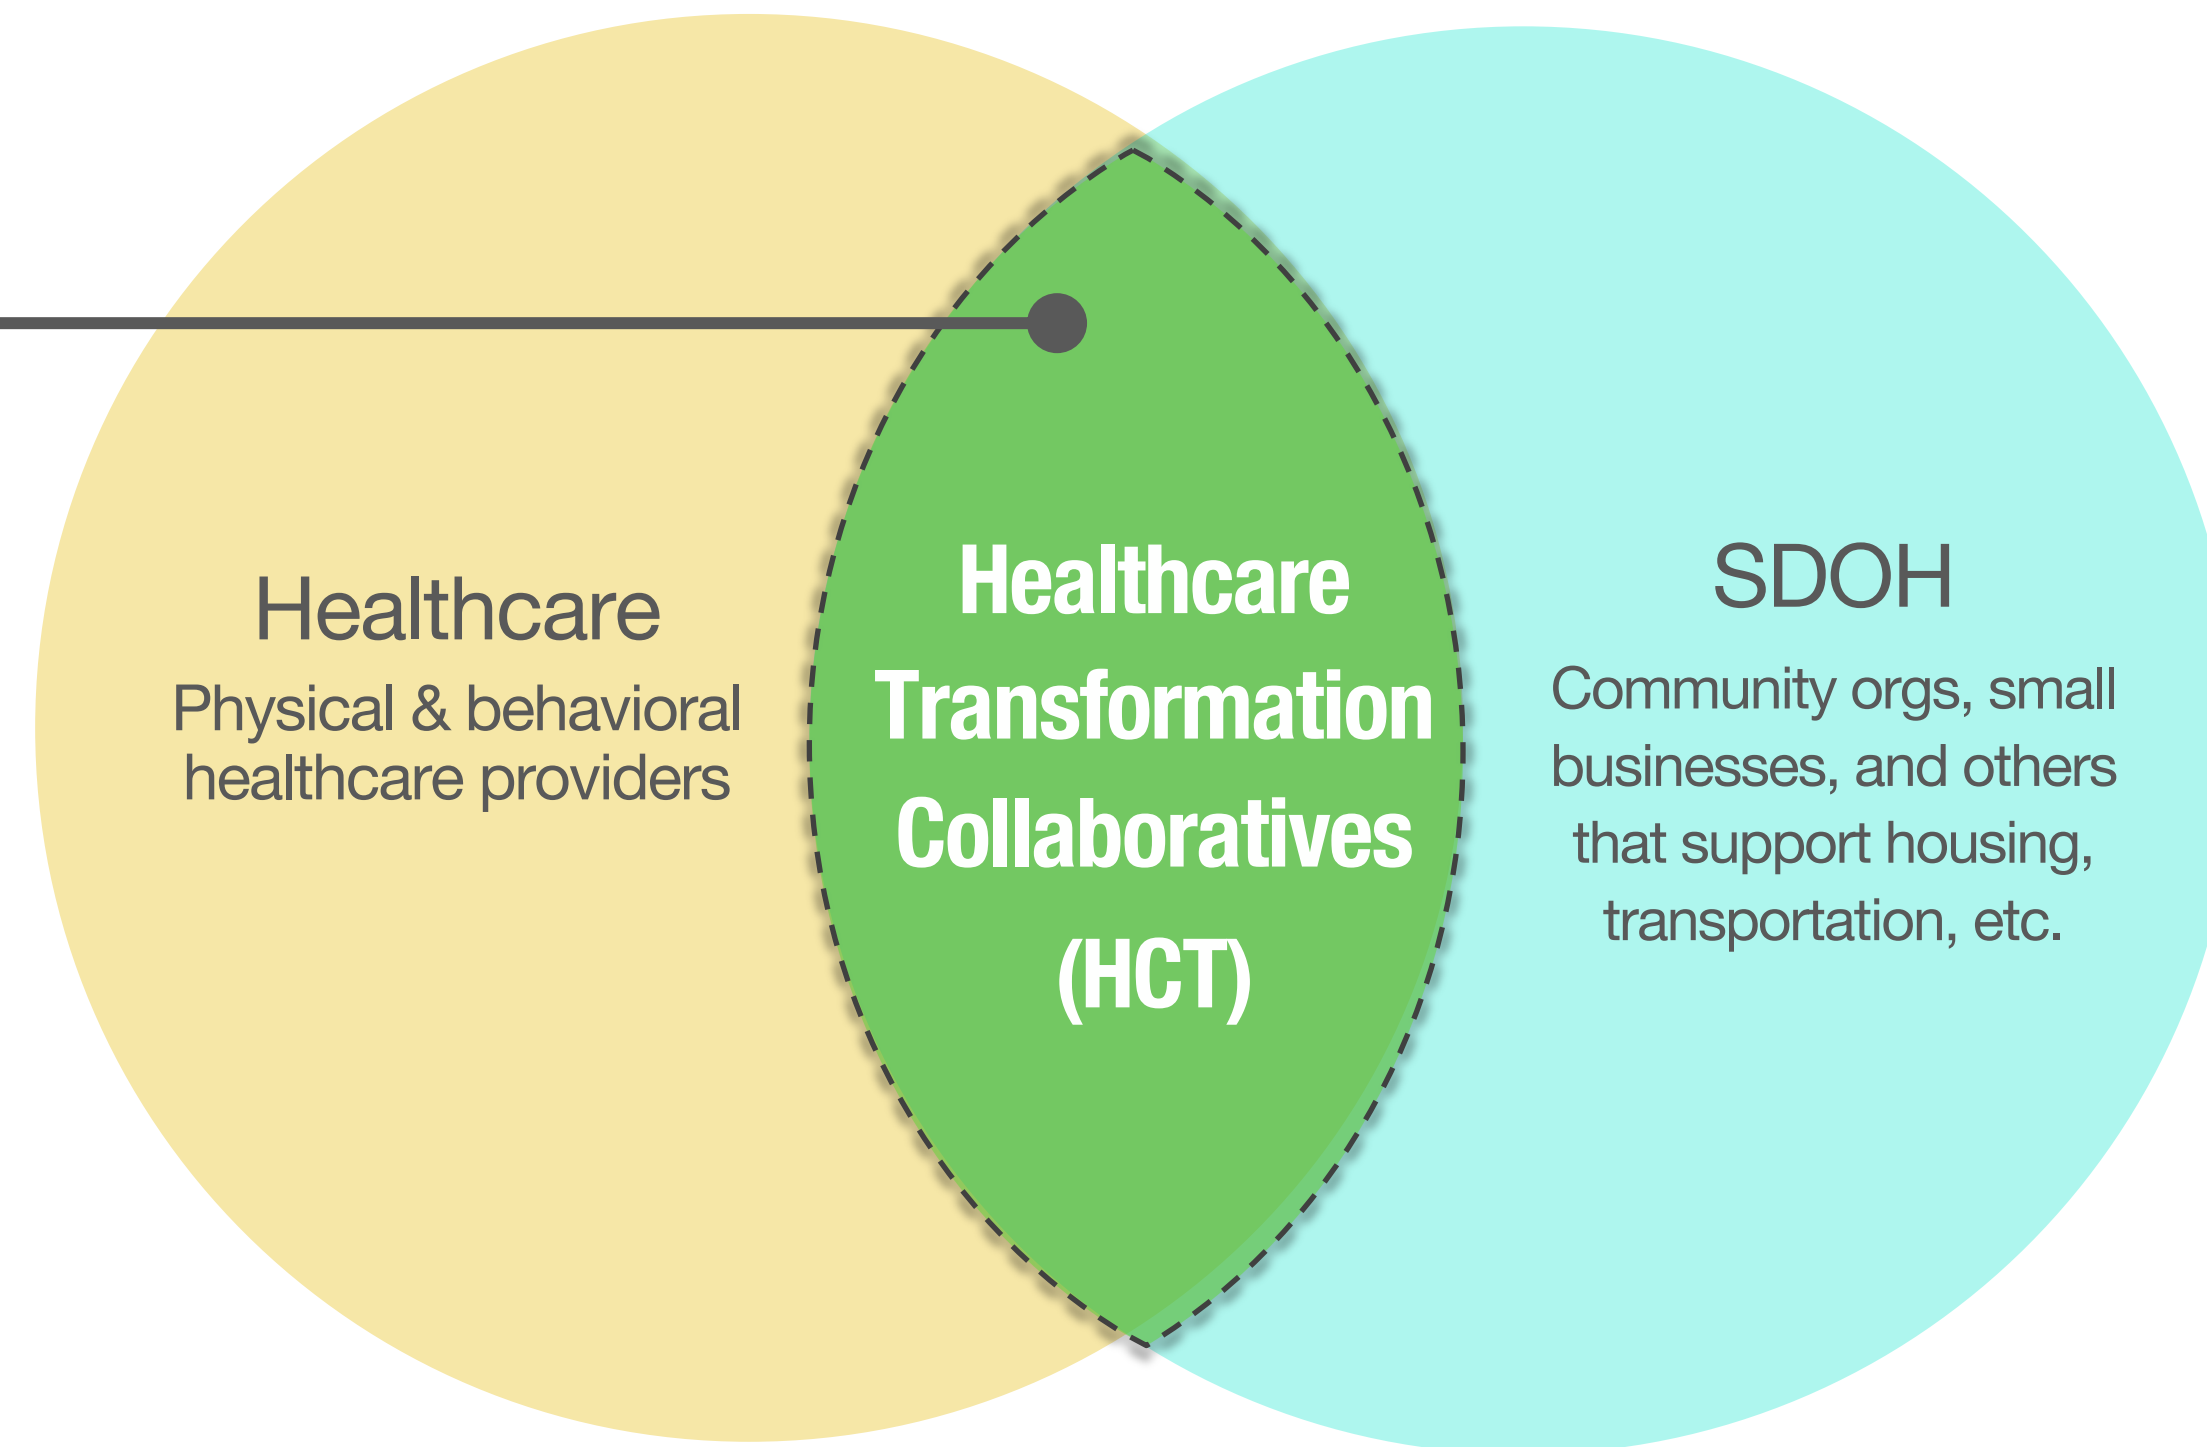 Healthcare
Physical & behavioral
healthcare providers
Healthcare
Transformation
Collaboratives
(HCT)
SDOH
Community orgs, small
businesses, and others
that support housing,
transportation, etc.